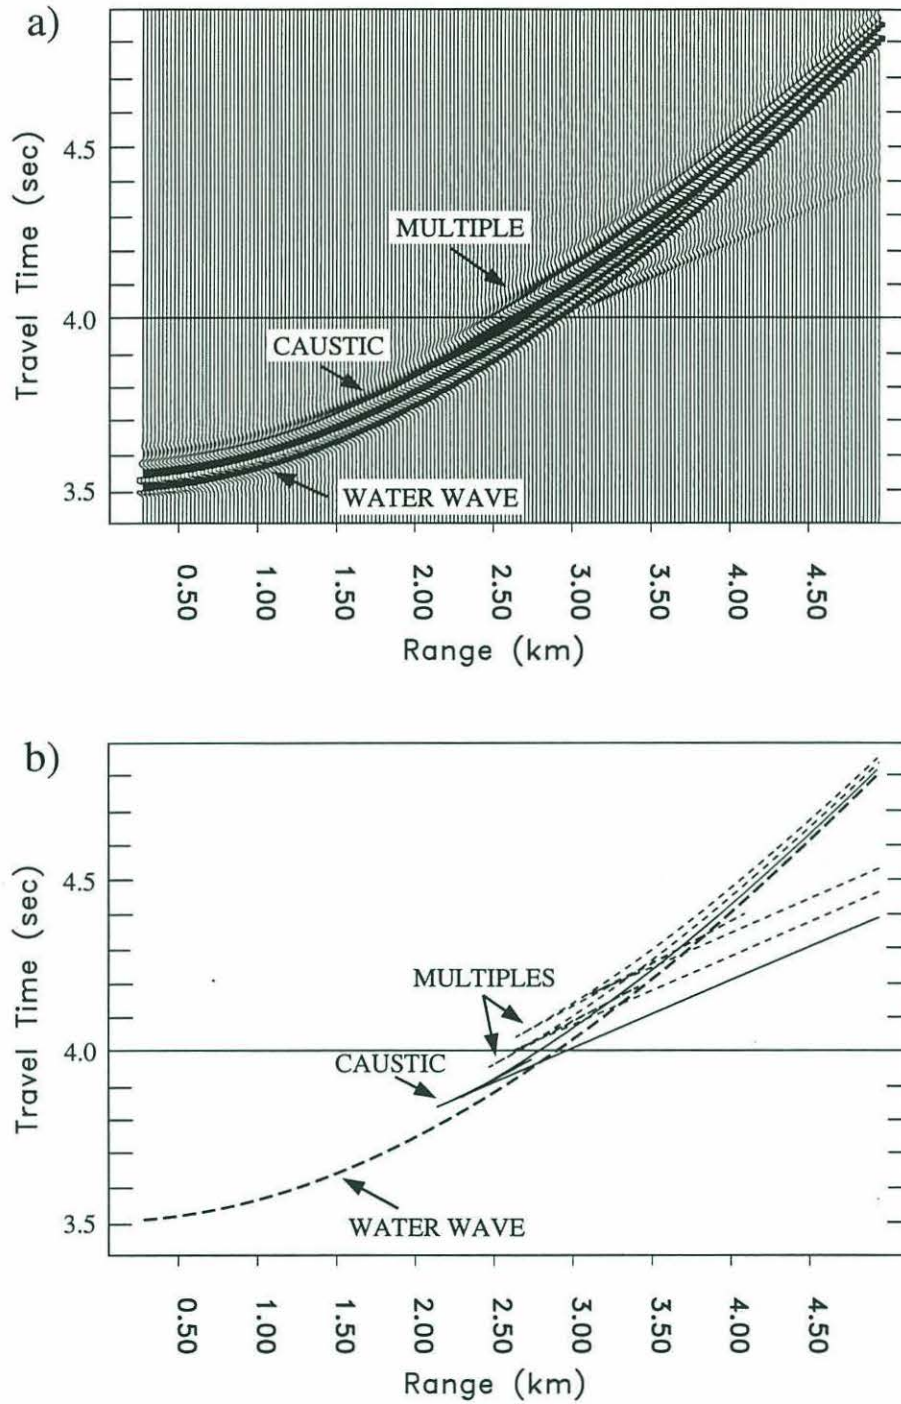 a)
Travel Time (sec)
4.5
4.0
3.5
MULTIPLE
CAUSTIC
WATER WAVE
0.50
1.00
1.50
2.00
2.50
3.00
3.50
4.00
4.50
Range (km)
b)
Travel Time (sec)
4.5
4.0
3.5
MULTIPLES
CAUSTIC
WATER WAVE
0.50
1.00
1.50
2.00
2.50
3.00
3.50
4.00
4.50
Range (km)